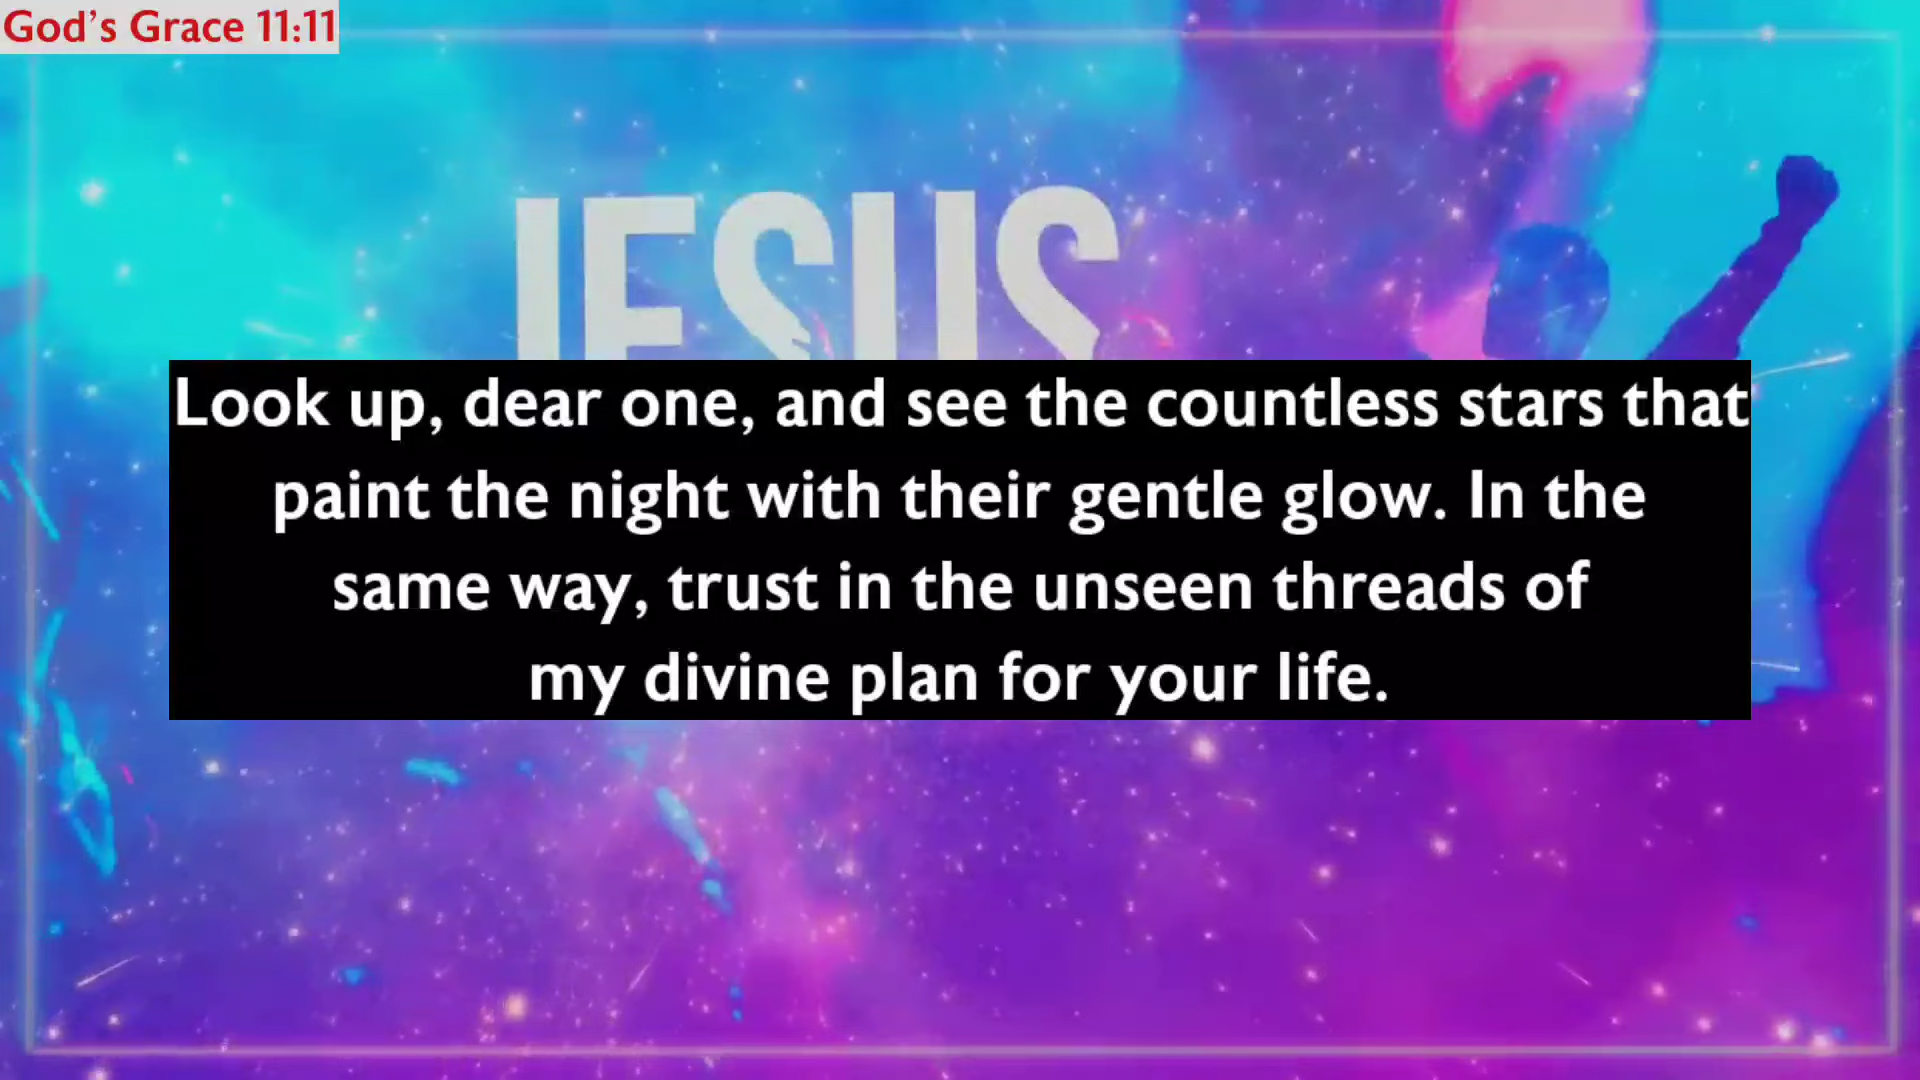 God's Grace 11:11
JESUS
Look up, dear one, and see the countless stars that
paint the night with their gentle glow. In the
same way, trust in the unseen threads of
my divine plan for your life.